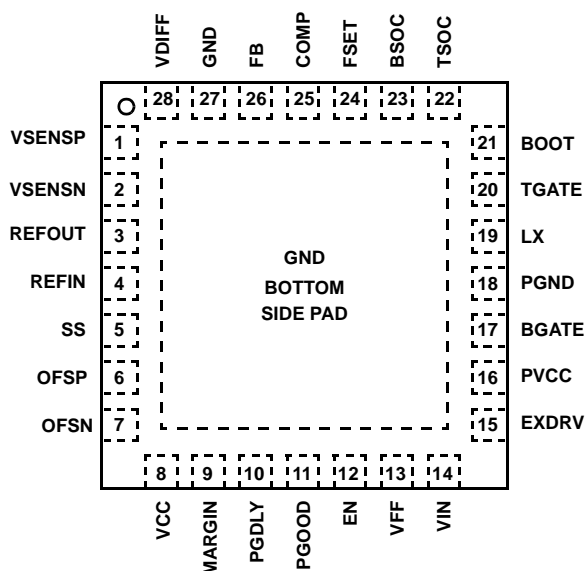 VDIFF
GND
FB
COMP
FSET
BSOC
TSOC
28
27
26
25
24
23
22
VSENSP
1
21
BOOT
VSENSN
2
20
TGATE
REFOUT
3
19
LX
REFIN
4
18
PGND
SS
5
17
BGATE
OFSP
6
16
PVCC
OFSN
7
15
EXDRV
GND
BOTTOM
SIDE PAD
8
9
10
11
12
13
14
VCC
MARGIN
PGDLY
PGOOD
EN
VFF
VIN